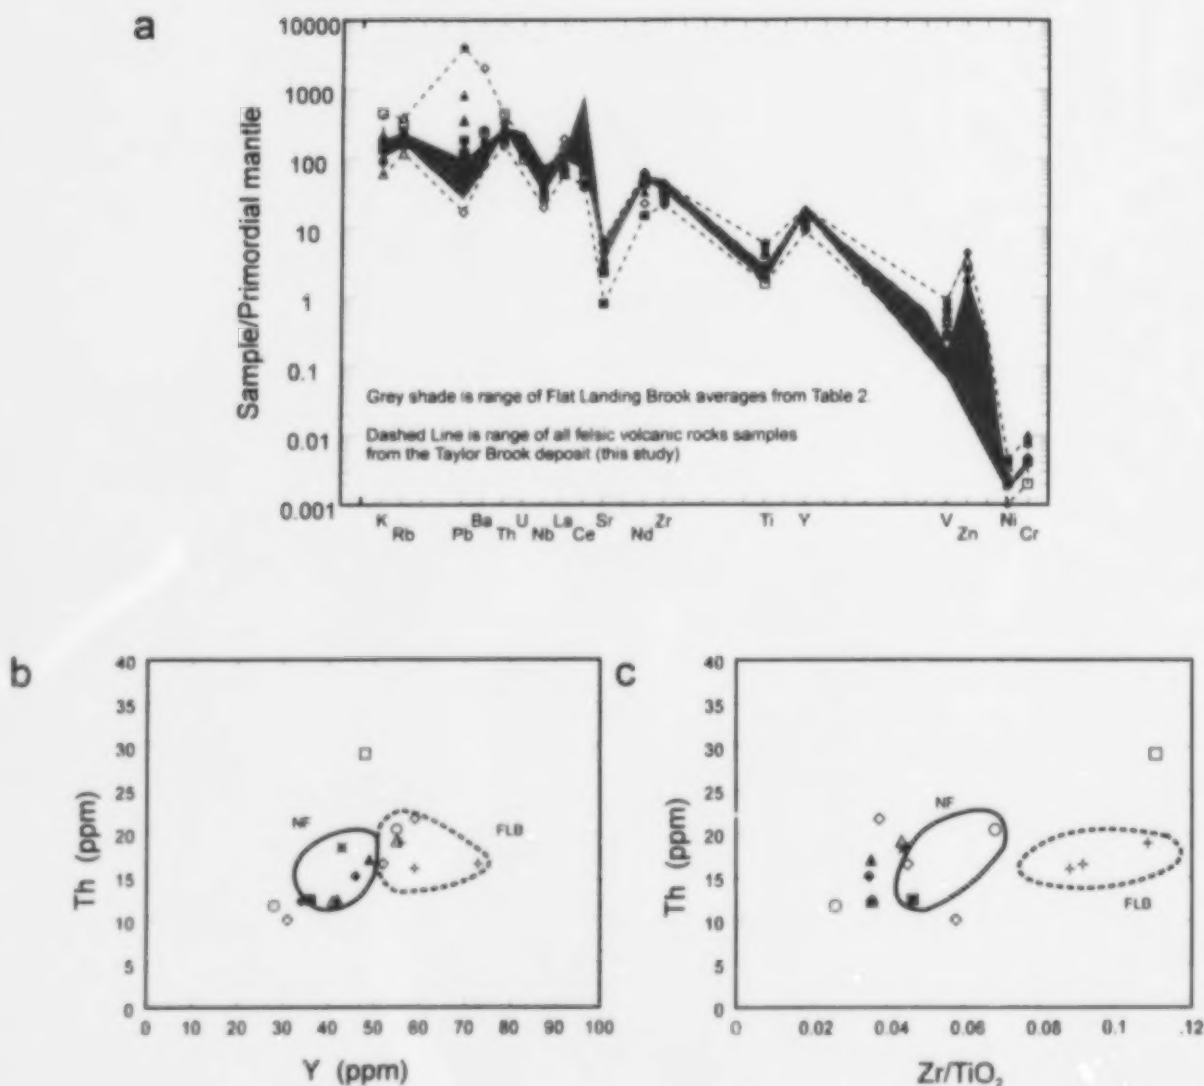 a
10000
1000
100
10
1
0.1
0.01
0.001
Sample/Primordial mantle
Grey shade is range of Flat Landing Brook averages from Table 2.
Dashed Line is range of all felsic volcanic rocks samples
from the Taylor Brook deposit (this study)
K Ba U La Sr Zr Ti Y V Ni
Rb Pb Th Nb Ce Nd Zn Cr
b
40
35
30
25
20
15
10
5
0
Th (ppm)
NF
FLB
0 10 20 30 40 50 60 70 80 90 100
Y (ppm)
c
40
35
30
25
20
15
10
5
0
Th (ppm)
NF
FLB
0 0.02 0.04 0.06 0.08 0.1 .12
Zr/TiO₂